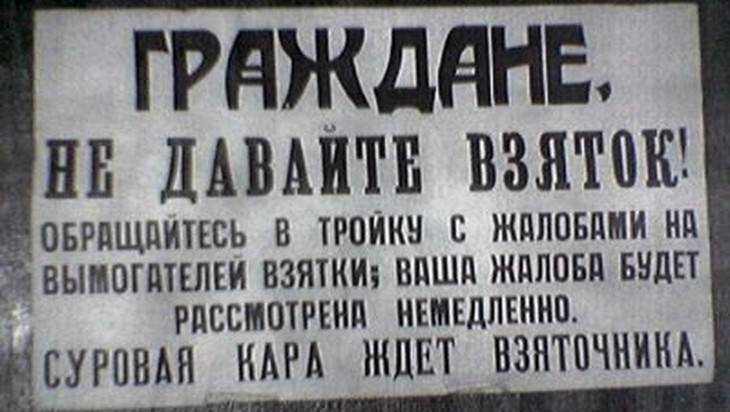 ГРАЖДАНЕ,
НЕ ДАВАЙТЕ ВЗЯТОК!
ОБРАЩАЙТЕСЬ В ТРОЙКУ С ЖАЛОБАМИ НА
ВЫМОГАТЕЛЕЙ ВЗЯТКИ; ВАША ЖАЛОБА БУДЕТ
РАССМОТРЕНА НЕМЕДЛЕННО.
СУРОВАЯ КАРА ЖДЕТ ВЗЯТОЧНИКА.